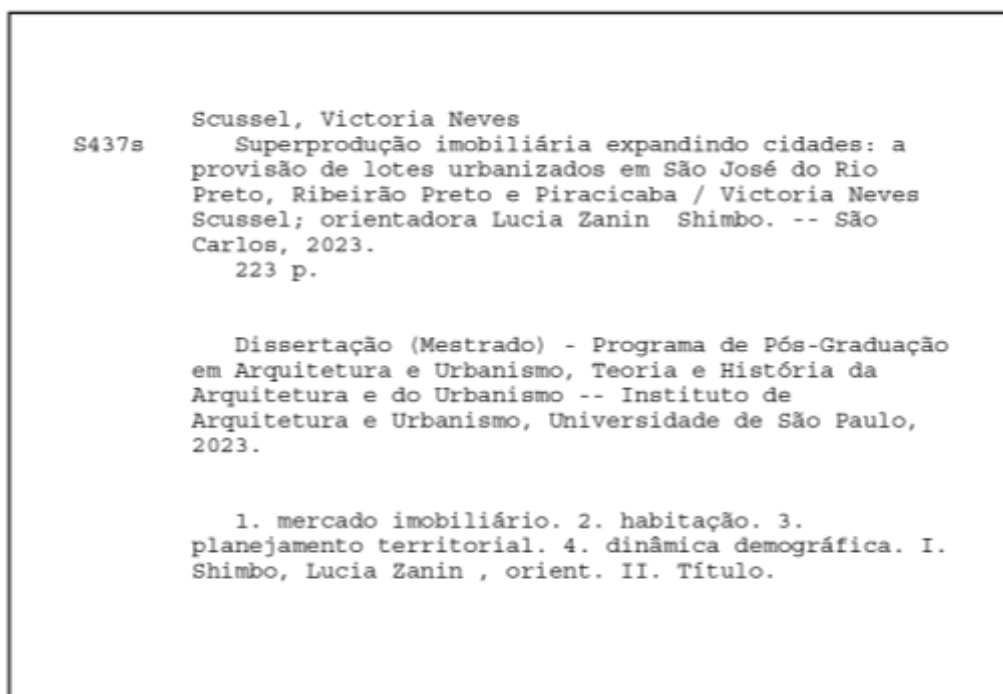 Scussel, Victoria Neves
S437s Superprodução imobiliária expandindo cidades: a
provisão de lotes urbanizados em São José do Rio
Preto, Ribeirão Preto e Piracicaba / Victoria Neves
Scussel; orientadora Lucia Zanin  Shimbo. -- São
Carlos, 2023.
223 p.
Dissertação (Mestrado) - Programa de Pós-Graduação
em Arquitetura e Urbanismo, Teoria e História da
Arquitetura e do Urbanismo -- Instituto de
Arquitetura e Urbanismo, Universidade de São Paulo,
2023.
1. mercado imobiliário. 2. habitação. 3.
planejamento territorial. 4. dinâmica demográfica. I.
Shimbo, Lucia Zanin , orient. II. Título.